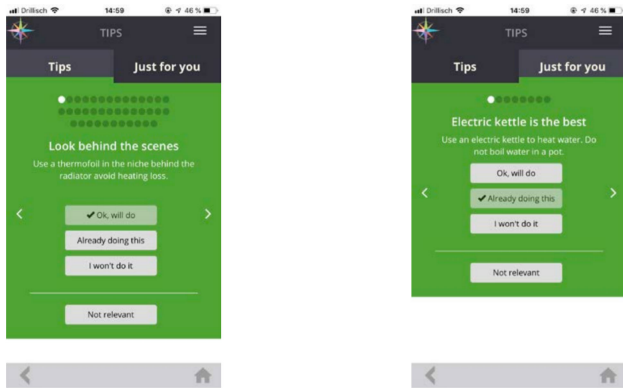 Drillisch 14:59 46 %
TIPS
Tips Just for you
Look behind the scenes
Use a thermofoil in the niche behind the
radiator avoid heating loss.
Ok, will do
Already doing this
I won't do it
Not relevant
Drillisch 14:59 46 %
TIPS
Tips Just for you
Electric kettle is the best
Use an electric kettle to heat water. Do
not boil water in a pot.
Ok, will do
Already doing this
I won't do it
Not relevant